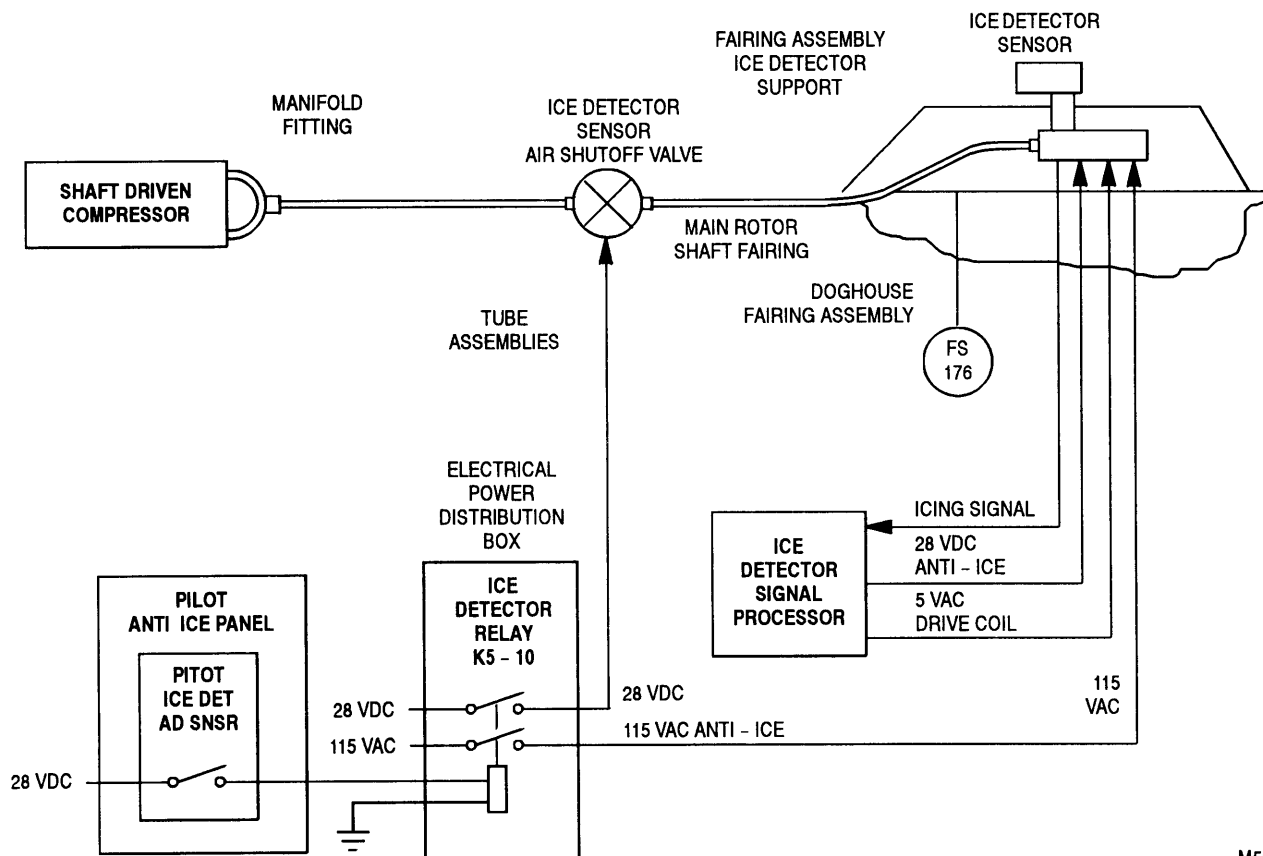 ICE DETECTOR
SENSOR
FAIRING ASSEMBLY
ICE DETECTOR
SUPPORT
MANIFOLD
FITTING
ICE DETECTOR
SENSOR
AIR SHUTOFF VALVE
SHAFT DRIVEN
COMPRESSOR
MAIN ROTOR
SHAFT FAIRING
DOGHOUSE
FAIRING ASSEMBLY
TUBE
ASSEMBLIES
FS
176
ELECTRICAL
POWER
DISTRIBUTION
BOX
ICING SIGNAL
28 VDC
ANTI – ICE
5 VAC
DRIVE COIL
ICE
DETECTOR
SIGNAL
PROCESSOR
PILOT
ANTI ICE PANEL
ICE
DETECTOR
RELAY
K5 – 10
PITOT
ICE DET
AD SNSR
28 VDC
28 VDC
115 VAC
115 VAC ANTI – ICE
115
VAC
28 VDC